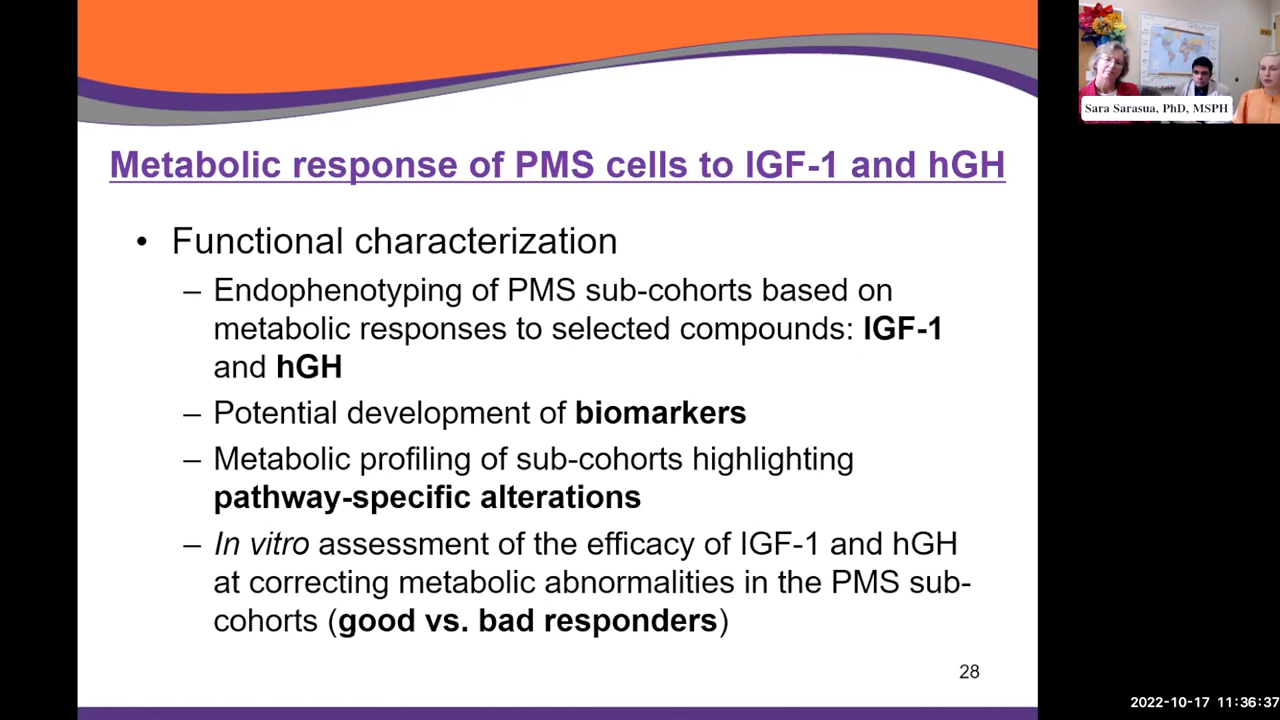 Metabolic response of PMS cells to IGF-1 and hGH
• Functional characterization
– Endophenotyping of PMS sub-cohorts based on
metabolic responses to selected compounds: IGF-1
and hGH
– Potential development of biomarkers
– Metabolic profiling of sub-cohorts highlighting
pathway-specific alterations
– In vitro assessment of the efficacy of IGF-1 and hGH
at correcting metabolic abnormalities in the PMS sub-
cohorts (good vs. bad responders)
28
Sara Sarasua, PhD, MSPH
2022-10-17 11:36:37